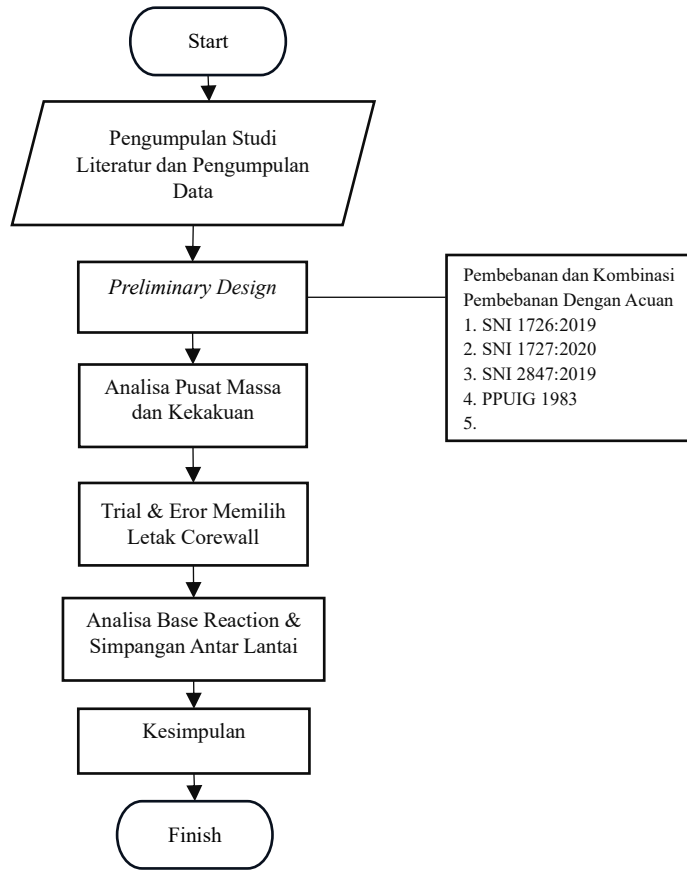 Start
Pengumpulan Studi
Literatur dan Pengumpulan
Data
Preliminary Design
Pembebanan dan Kombinasi
Pembebanan Dengan Acuan
1. SNI 1726:2019
2. SNI 1727:2020
3. SNI 2847:2019
4. PPUIG 1983
5.
Analisa Pusat Massa
dan Kekakuan
Trial & Eror Memilih
Letak Corewall
Analisa Base Reaction &
Simpangan Antar Lantai
Kesimpulan
Finish